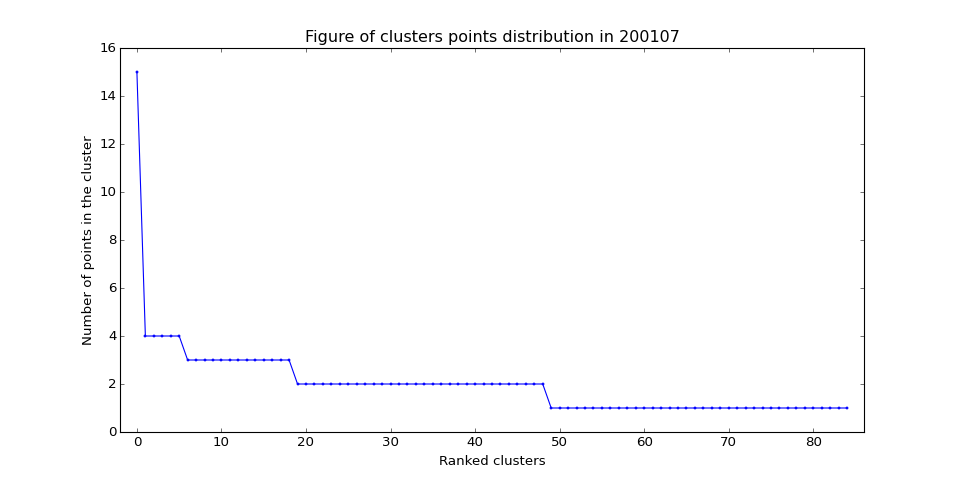 Figure of clusters points distribution in 200107
16
14
12
10
8
6
4
2
0
Number of points in the cluster
0 10 20 30 40 50 60 70 80
Ranked clusters